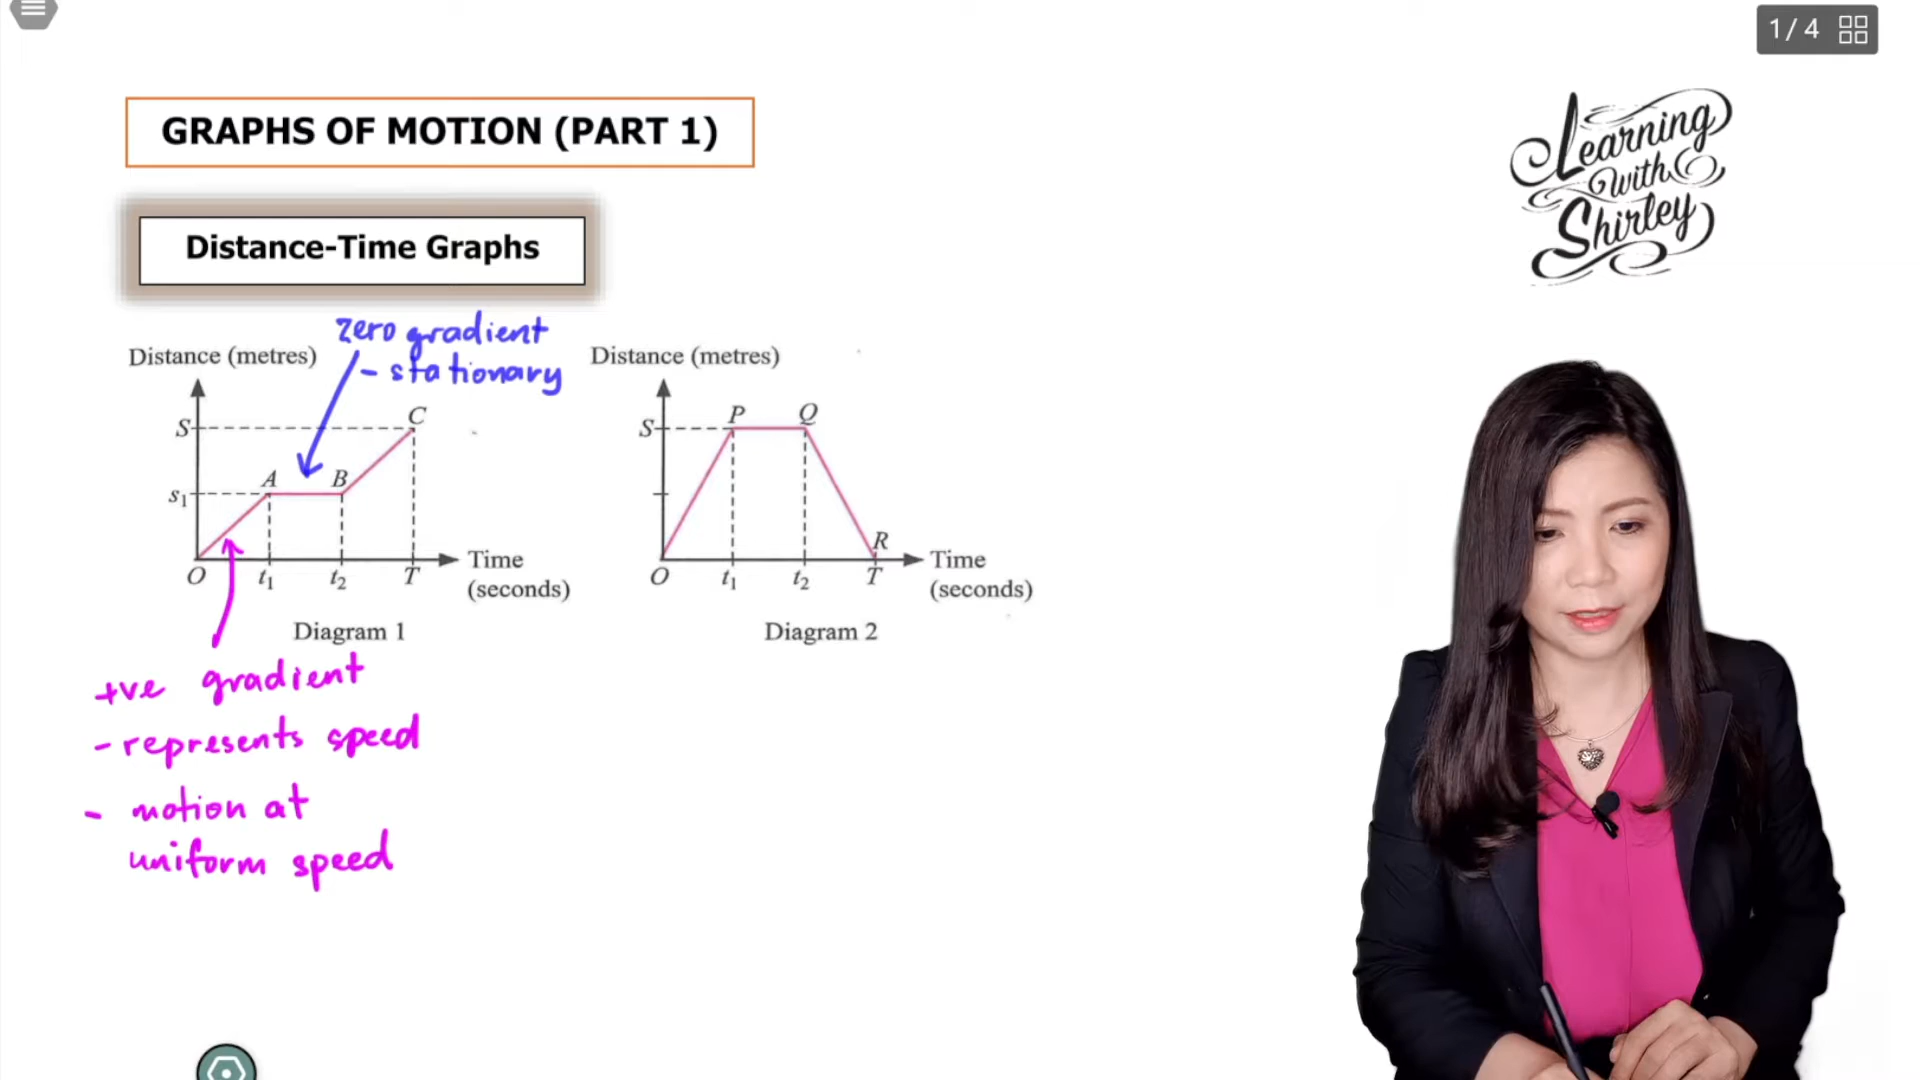 1/ 4
GRAPHS OF MOTION (PART 1)
Learning
with
Shirley
Distance-Time Graphs
zero gradient
- stationary
Distance (metres)
S
C
A
B
s₁
O
t₁
t₂
T
Time
(seconds)
Diagram 1
Distance (metres)
S
P
Q
R
O
t₁
t₂
T
Time
(seconds)
Diagram 2
+ve gradient
- represents speed
- motion at
uniform speed